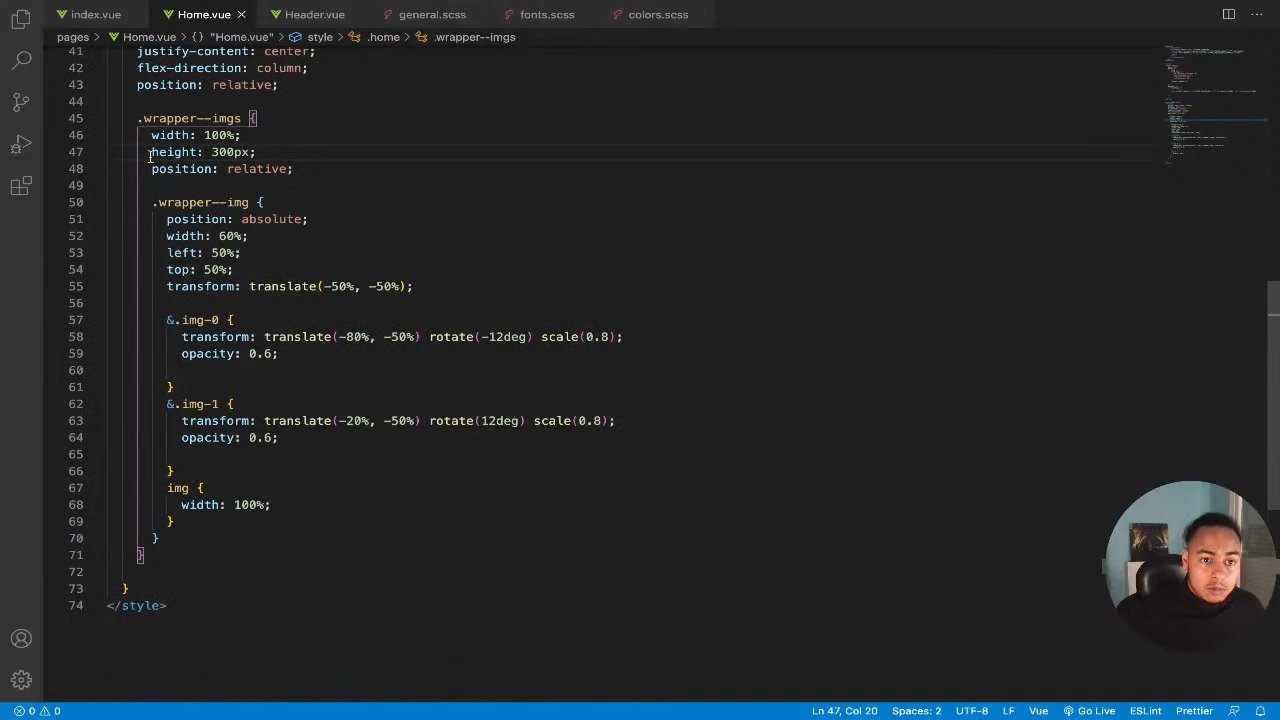 index.vue Home.vue Header.vue general.scss fonts.scss colors.scss
pages Home.vue {} "Home.vue" style .home .wrapper--imgs
41 justify-content: center;
42 flex-direction: column;
43 position: relative;
44
45 .wrapper--imgs {
46 width: 100%;
47 height: 300px;
48 position: relative;
49
50 .wrapper--img {
51 position: absolute;
52 width: 60%;
53 left: 50%;
54 top: 50%;
55 transform: translate(-50%, -50%);
56
57 &.img-0 {
58 transform: translate(-80%, -50%) rotate(-12deg) scale(0.8);
59 opacity: 0.6;
60
61 }
62 &.img-1 {
63 transform: translate(-20%, -50%) rotate(12deg) scale(0.8);
64 opacity: 0.6;
65
66 }
67 img {
68 width: 100%;
69 }
70 }
71 }
72
73 }
74 </style>
0 0 Ln 47, Col 20 Spaces: 2 UTF-8 LF Vue Go Live ESLint Prettier